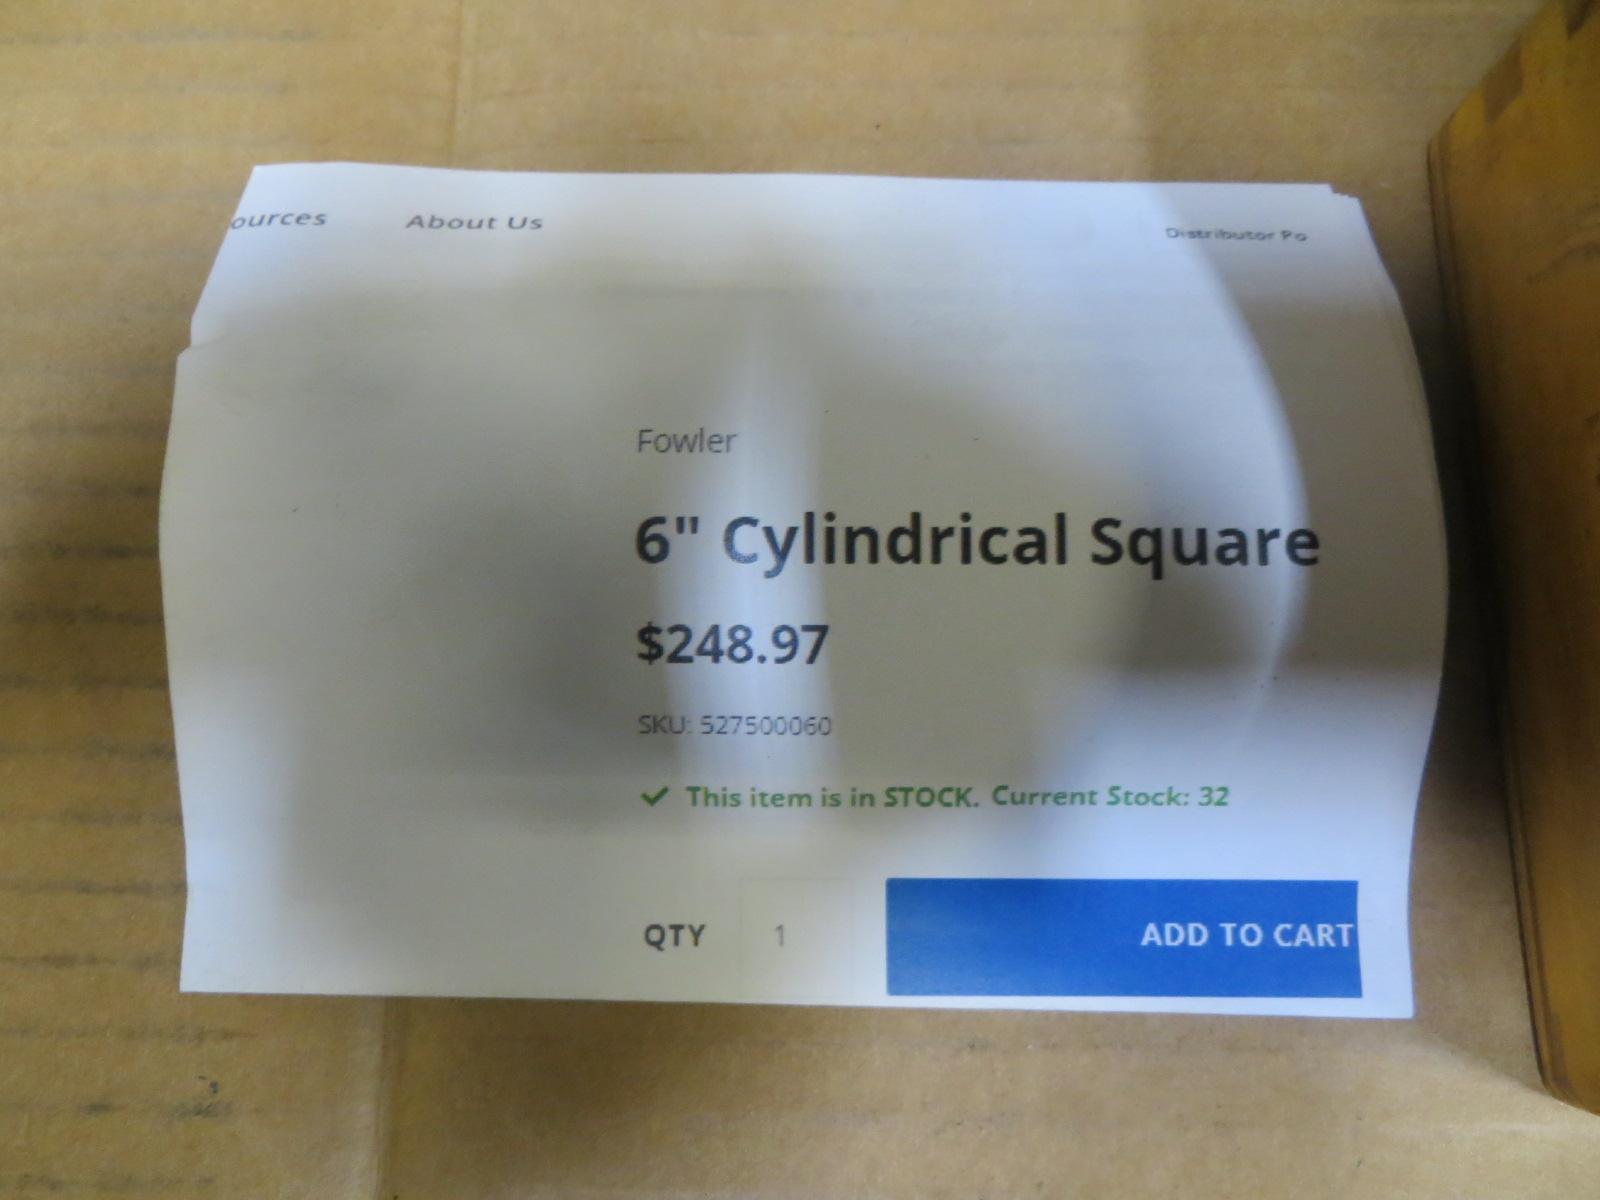 ources About Us Distributor Po
Fowler
6" Cylindrical Square
$248.97
SKU: 527500060
✓ This item is in STOCK. Current Stock: 32
QTY 1 ADD TO CART